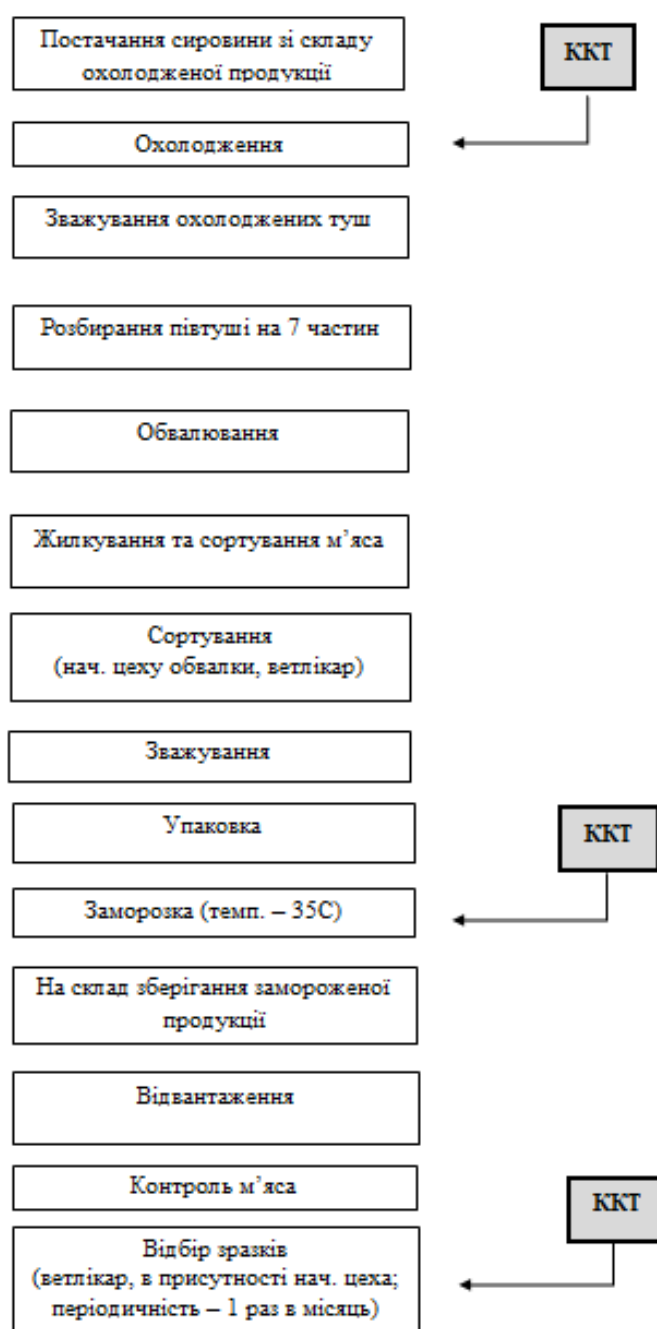 Постачання сировини зі складу
охолодженої продукції
ККТ
Охолодження
Зважування охолоджених туш
Розбирання півтуші на 7 частин
Обвалювання
Жилкування та сортування м’яса
Сортування
(нач. цеху обвалки, ветлікар)
Зважування
Упаковка
ККТ
Заморозка (темп. – 35С)
На склад зберігання замороженої
продукції
Відвантаження
Контроль м’яса
ККТ
Відбір зразків
(ветлікар, в присутності нач. цеха;
періодичність – 1 раз в місяць)